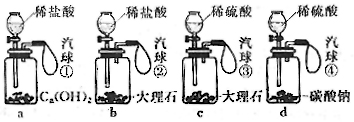 稀盐酸 稀盐酸 稀硫酸 稀硫酸
汽球① 汽球② 汽球③ 汽球④
Ca(OH)₂ 大理石 大理石 碳酸钠
a b c d